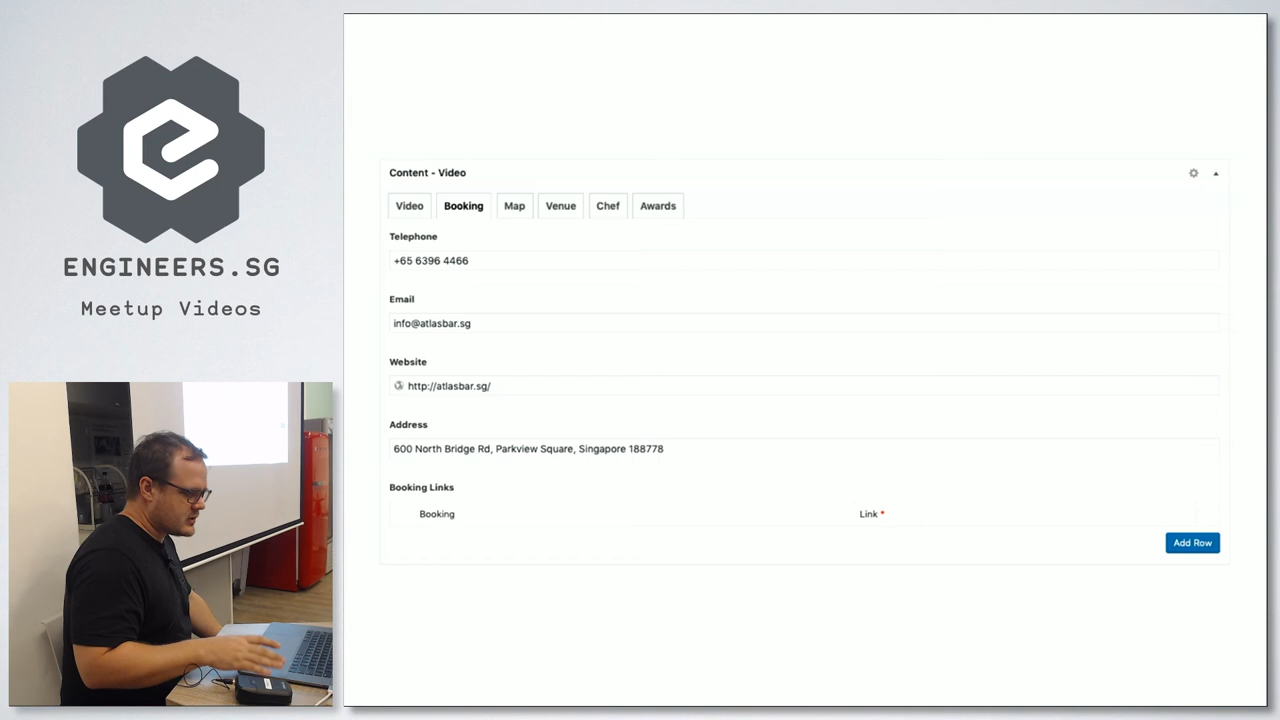 ENGINEERS.SG
Meetup Videos
Content - Video
Video Booking Map Venue Chef Awards
Telephone
+65 6396 4466
Email
info@atlasbar.sg
Website
http://atlasbar.sg/
Address
600 North Bridge Rd, Parkview Square, Singapore 188778
Booking Links
Booking Link *
Add Row